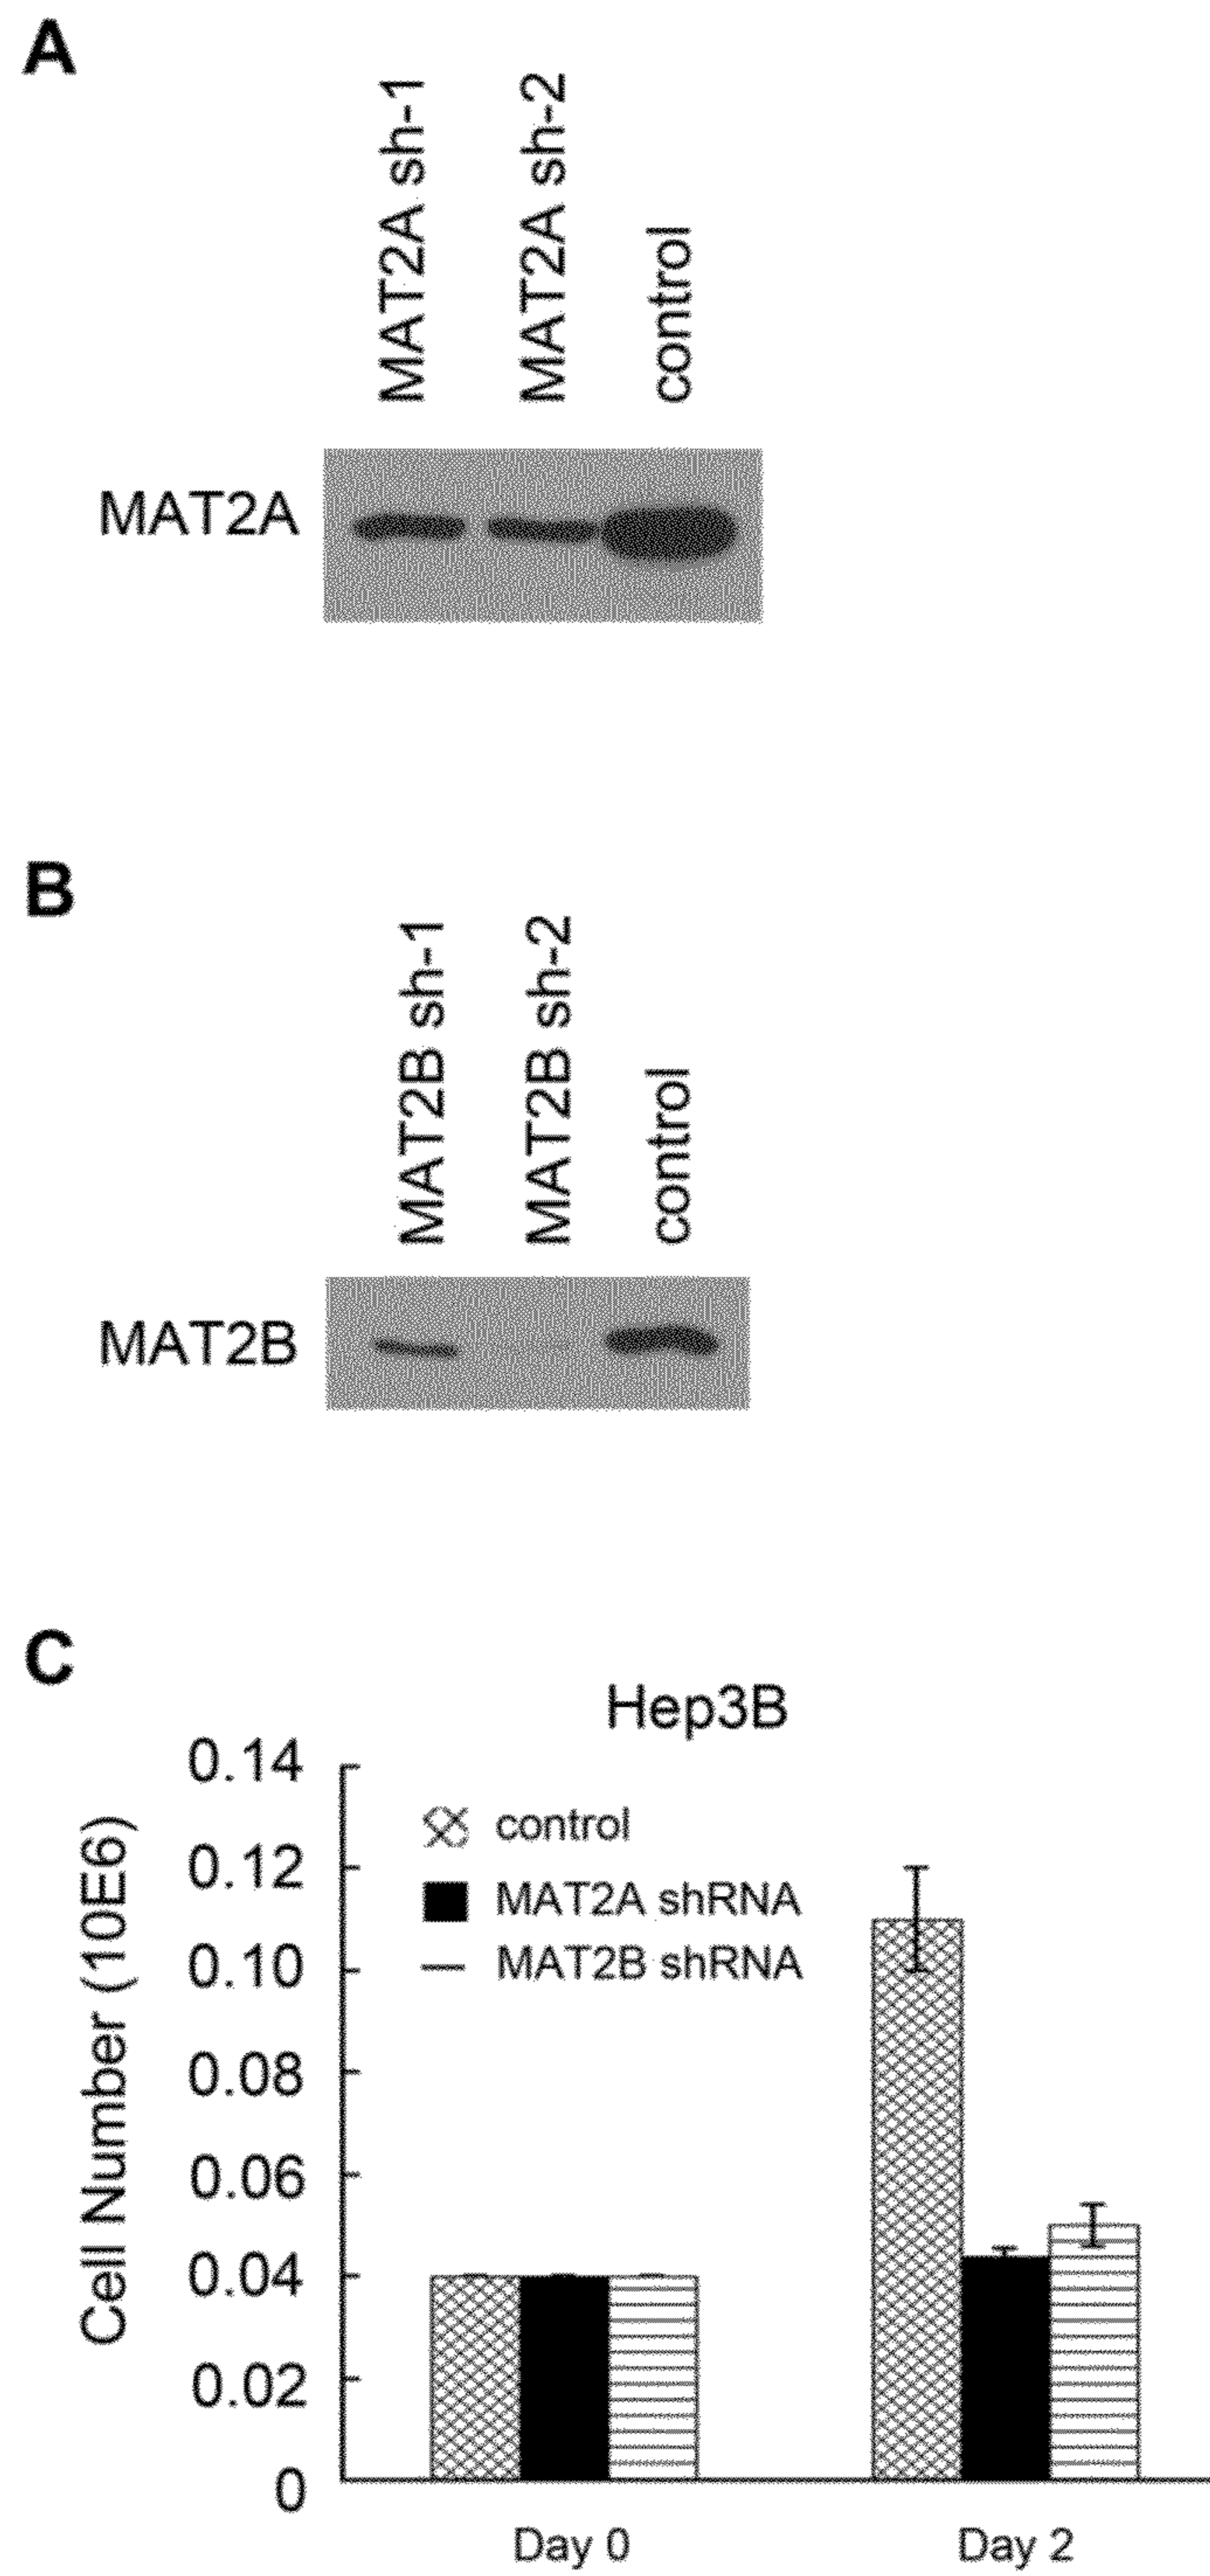 A
MAT2A sh-1
MAT2A sh-2
control
MAT2A
B
MAT2B sh-1
MAT2B sh-2
control
MAT2B
C
Hep3B
Cell Number (10E6)
0.14
0.12
0.10
0.08
0.06
0.04
0.02
0
control
MAT2A shRNA
MAT2B shRNA
Day 0
Day 2